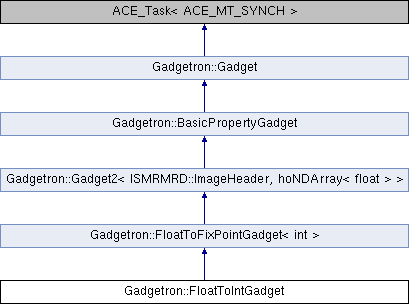 ACE_Task< ACE_MT_SYNCH >
Gadgetron::Gadget
Gadgetron::BasicPropertyGadget
Gadgetron::Gadget2< ISMRMRD::ImageHeader, hoNDArray< float > >
Gadgetron::FloatToFixPointGadget< int >
Gadgetron::FloatToIntGadget